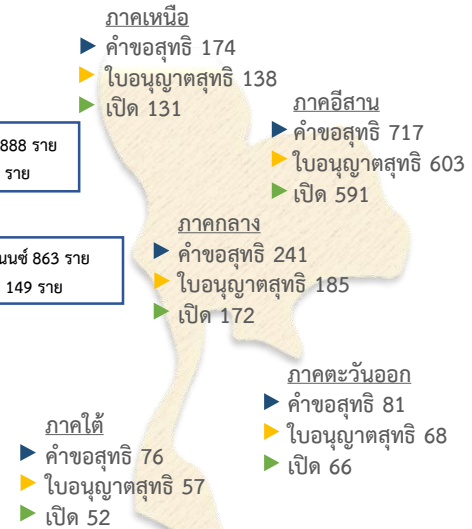 ภาคเหนือ
คำขอสุทธิ 174
ใบอนุญาตสุทธิ 138
เปิด 131
ภาคอีสาน
คำขอสุทธิ 717
ใบอนุญาตสุทธิ 603
เปิด 591
888 ราย
ราย
ภาคกลาง
คำขอสุทธิ 241
ใบอนุญาตสุทธิ 185
เปิด 172
นนซ์ 863 ราย
149 ราย
ภาคตะวันออก
คำขอสุทธิ 81
ใบอนุญาตสุทธิ 68
เปิด 66
ภาคใต้
คำขอสุทธิ 76
ใบอนุญาตสุทธิ 57
เปิด 52